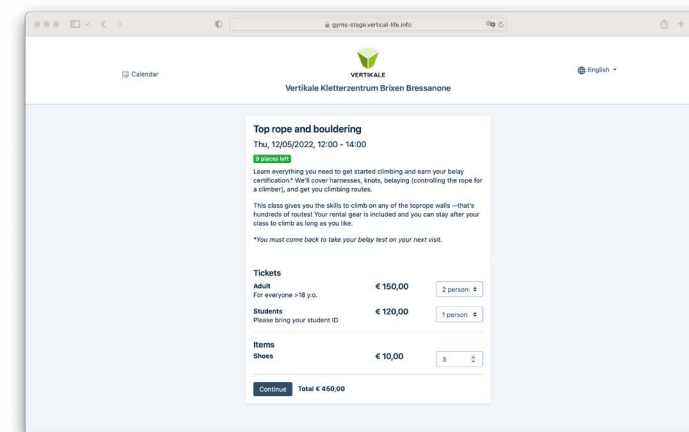 gyms-stage.vertical-life.info
Calendar
VERTIKALE
English
Vertikale Kletterzentrum Brixen Bressanone
Top rope and bouldering
Thu, 12/05/2022, 12:00 - 14:00
9 places left
Learn everything you need to get started climbing and earn your belay
certification.* We'll cover harnesses, knots, belaying (controlling the rope for
a climber), and get you climbing routes.
This class gives you the skills to climb on any of the toprope walls —that's
hundreds of routes! Your rental gear is included and you can stay after your
class to climb as long as you like.
*You must come back to take your belay test on your next visit.
Tickets
Adult € 150,00 2 person
For everyone >18 y.o.
Students € 120,00 1 person
Please bring your student ID
Items
Shoes € 10,00 3
Continue Total € 450,00